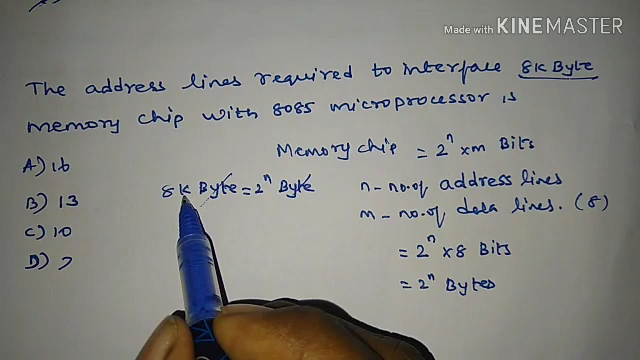 Made with KINEMASTER
The address lines required to interface 8k Byte
memory chip with 8085 microprocessor is
A) 16
B) 13
C) 10
D) 7
Memory chip = 2ⁿ × m Bits
8k Byte = 2ⁿ Byte
n - no. of address lines
m - no. of data lines. (8)
= 2ⁿ × 8 Bits
= 2ⁿ Bytes